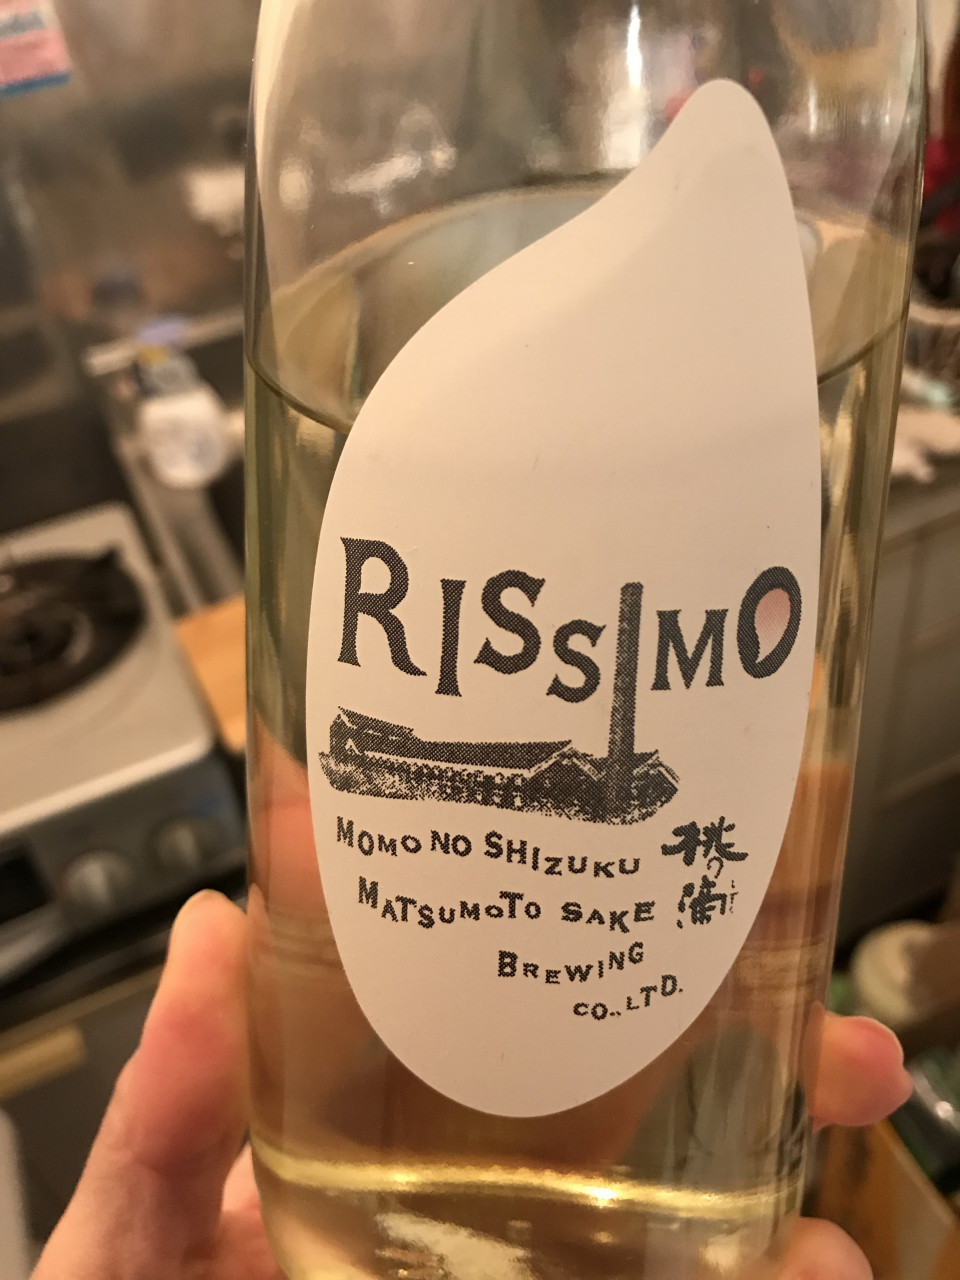 RISSIMO
MOMO NO SHIZUKU
桃の滴
MATSUMOTO SAKE
BREWING
CO., LTD.